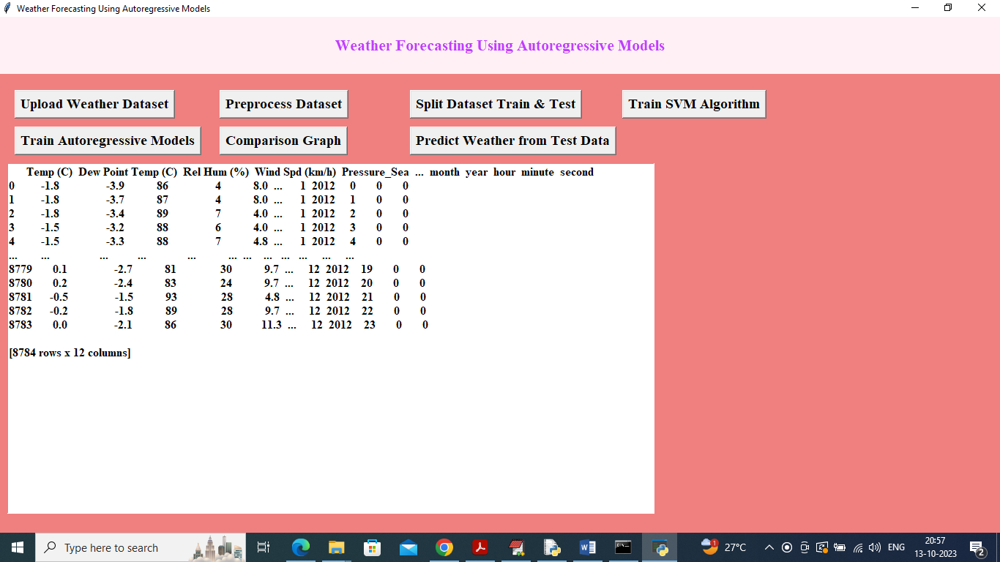 Weather Forecasting Using Autoregressive Models
Weather Forecasting Using Autoregressive Models
Upload Weather Dataset Preprocess Dataset Split Dataset Train & Test Train SVM Algorithm
Train Autoregressive Models Comparison Graph Predict Weather from Test Data
Temp (C) Dew Point Temp (C) Rel Hum (%) Wind Spd (km/h) Pressure_Sea ... month year hour minute second
0 -1.8 -3.9 86 4 8.0 ... 1 2012 0 0 0
1 -1.8 -3.7 87 4 8.0 ... 1 2012 1 0 0
2 -1.8 -3.4 89 7 4.0 ... 1 2012 2 0 0
3 -1.5 -3.2 88 6 4.0 ... 1 2012 3 0 0
4 -1.5 -3.3 88 7 4.8 ... 1 2012 4 0 0
... ... ... ... ... ... ... ... ... ... ... ...
8779 0.1 -2.7 81 30 9.7 ... 12 2012 19 0 0
8780 0.2 -2.4 83 24 9.7 ... 12 2012 20 0 0
8781 -0.5 -1.5 93 28 4.8 ... 12 2012 21 0 0
8782 -0.2 -1.8 89 28 9.7 ... 12 2012 22 0 0
8783 0.0 -2.1 86 30 11.3 ... 12 2012 23 0 0
[8784 rows x 12 columns]
Type here to search 1 27°C ENG 20:57
13-10-2023 2